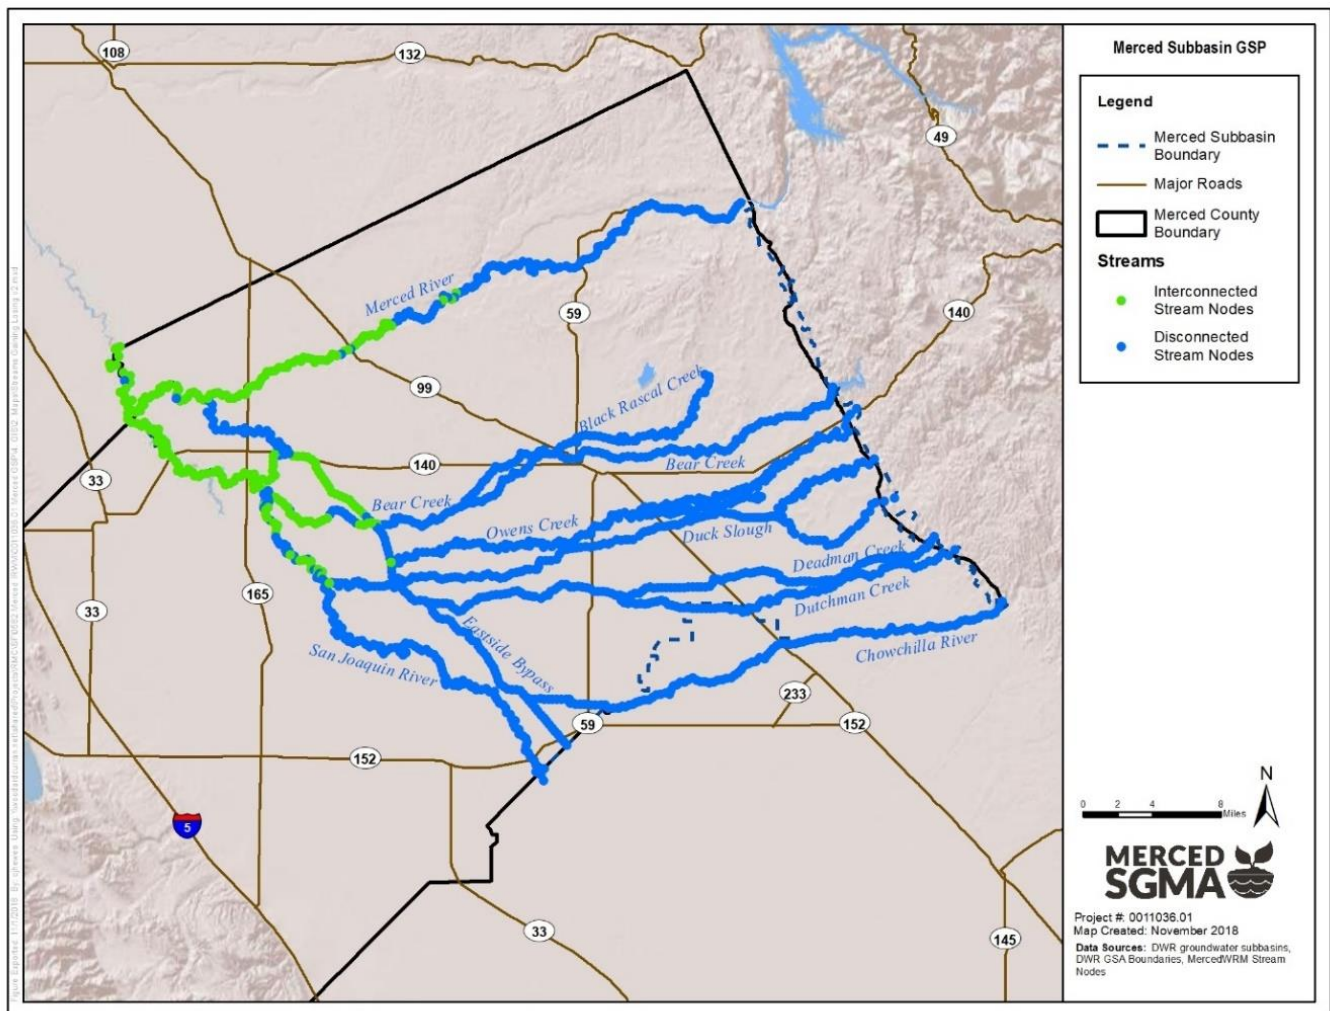 Merced Subbasin GSP
Legend
Merced Subbasin
Boundary
Major Roads
Merced County
Boundary
Streams
Interconnected
Stream Nodes
Disconnected
Stream Nodes
108
132
49
Merced River
59
140
99
Black Rascal Creek
33
140
Bear Creek
Bear Creek
Owens Creek
Duck Slough
Deadman Creek
Dutchman Creek
33
165
Eastside Bypass
San Joaquin River
Chowchilla River
233
59
152
152
5
33
145
N
0 2 4 8
Miles
MERCED
SGMA
Project #: 0011036.01
Map Created: November 2018
Data Sources: DWR groundwater subbasins,
DWR GSA Boundaries, MercedWRM Stream
Nodes